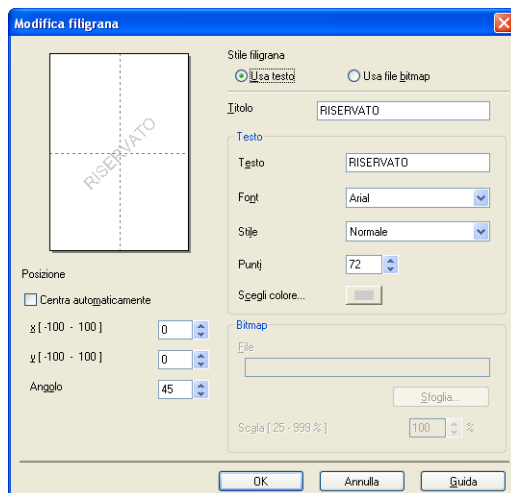 Modifica filigrana
RISERVATO
Posizione
Centra automaticamente
x [ -100 - 100 ] 0
y [ -100 - 100 ] 0
Angolo 45
Stile filigrana
Usa testo Usa file bitmap
Titolo RISERVATO
Testo
Testo RISERVATO
Font Arial
Stile Normale
Punti 72
Scegli colore...
Bitmap
File
Sfoglia...
Scala [ 25 - 999 % ] 100 %
OK Annulla Guida